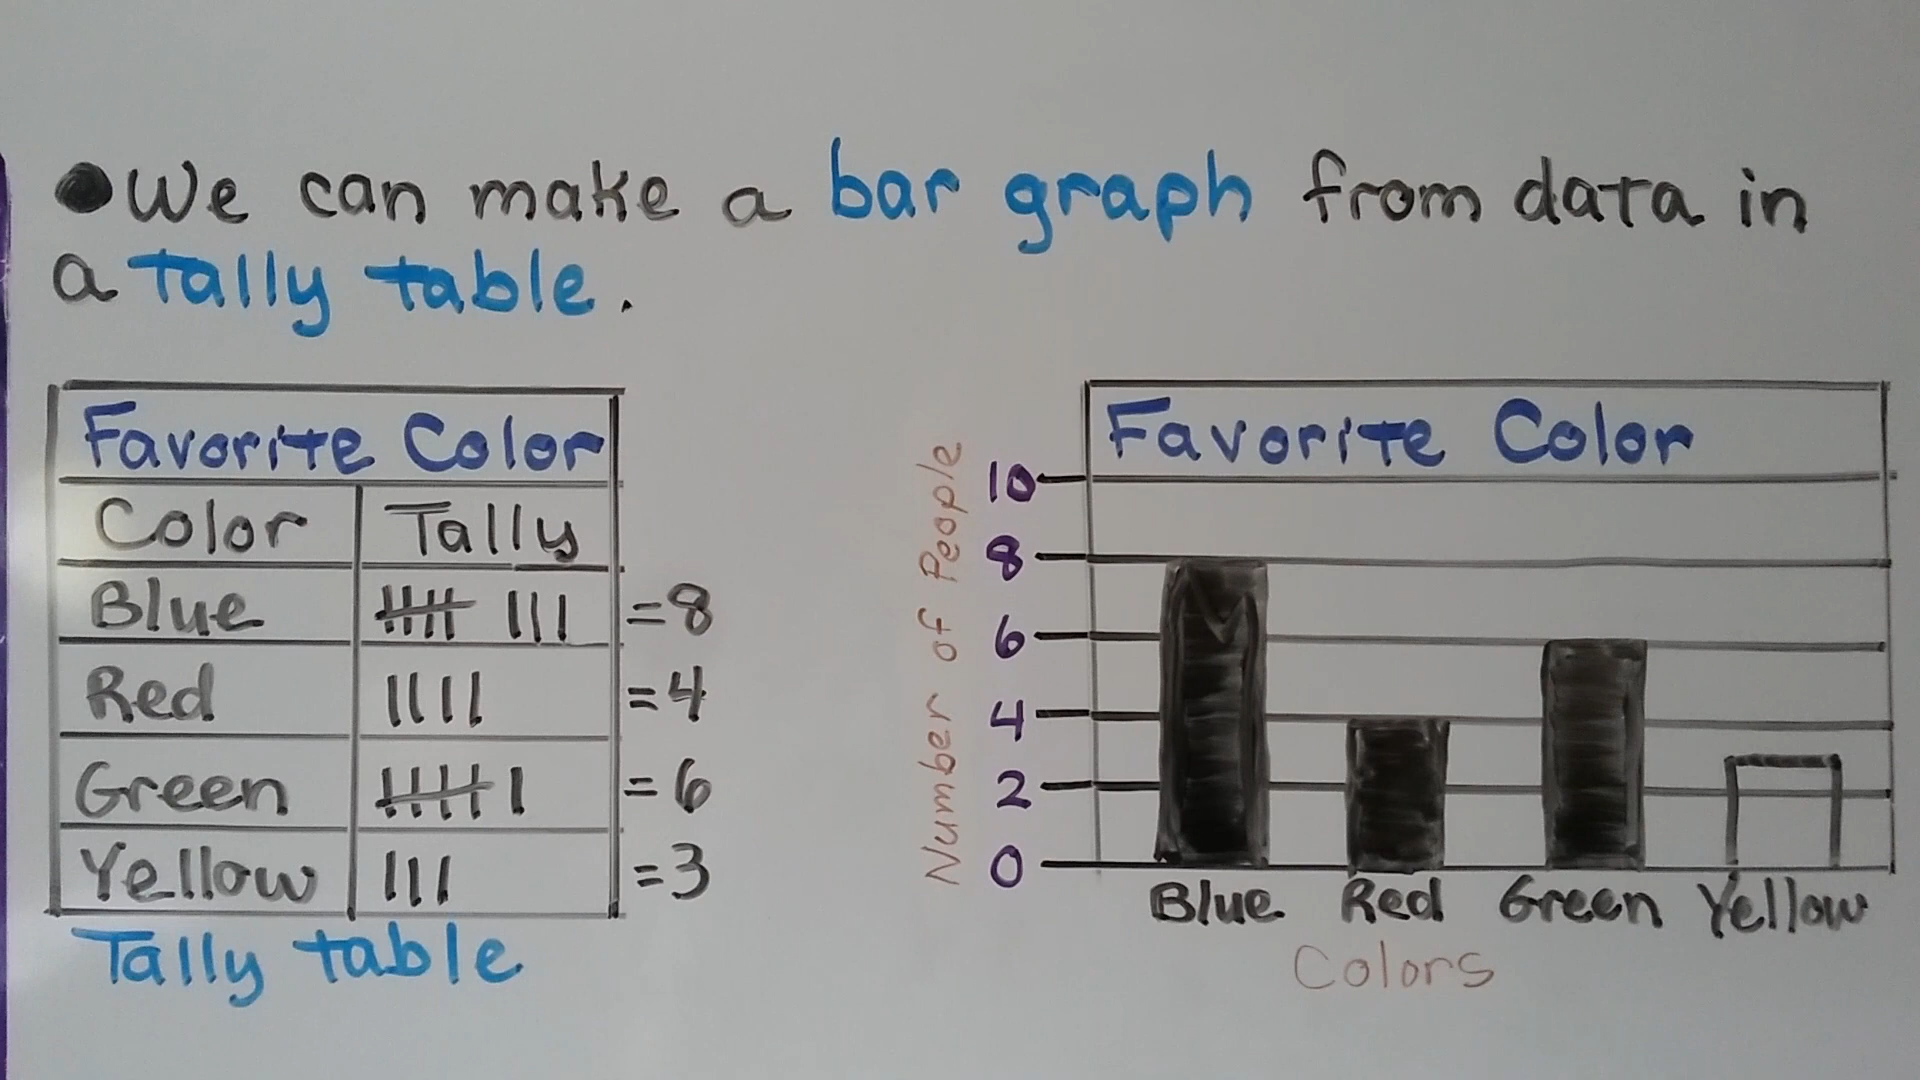 We can make a bar graph from data in
a tally table.
Favorite Color
Color Tally
Blue =8
Red =4
Green =6
Yellow =3
Tally table
Favorite Color
Number of People
10
8
6
4
2
0
Blue Red Green Yellow
Colors